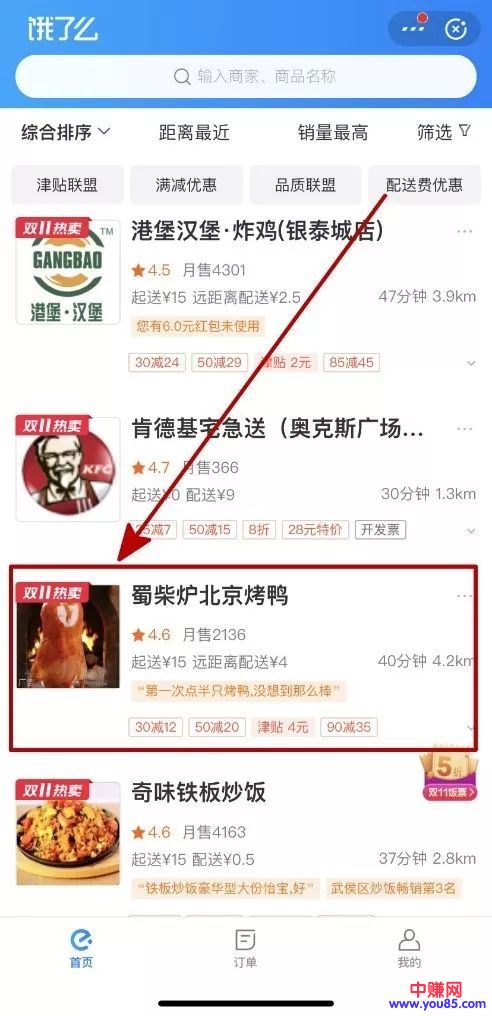 饿了么
输入商家、商品名称
综合排序 距离最近 销量最高 筛选
津贴联盟 满减优惠 品质联盟 配送费优惠
双11热卖
GANGBAO TM
港堡·汉堡
港堡汉堡·炸鸡(银泰城店)
4.5 月售4301
起送¥15 远距离配送¥2.5 47分钟 3.9km
您有6.0元红包未使用
30减24 50减29 津贴 2元 85减45
双11热卖
KFC
肯德基宅急送（奥克斯广场...
4.7 月售366
起送¥0 配送¥9 30分钟 1.3km
减7 50减15 8折 28元特价 开发票
双11热卖
广告
蜀柴炉北京烤鸭
4.6 月售2136
起送¥15 远距离配送¥4 40分钟 4.2km
“第一次点半只烤鸭,没想到那么棒”
30减12 50减20 津贴 4元 90减35
5折
双11饭票
双11热卖
奇味铁板炒饭
4.6 月售4163
起送¥15 配送¥0.5 37分钟 2.8km
“铁板炒饭豪华型大份怡宝,好” 武侯区炒饭畅销第3名
首页 订单 我的
中赚网
www.you85.com